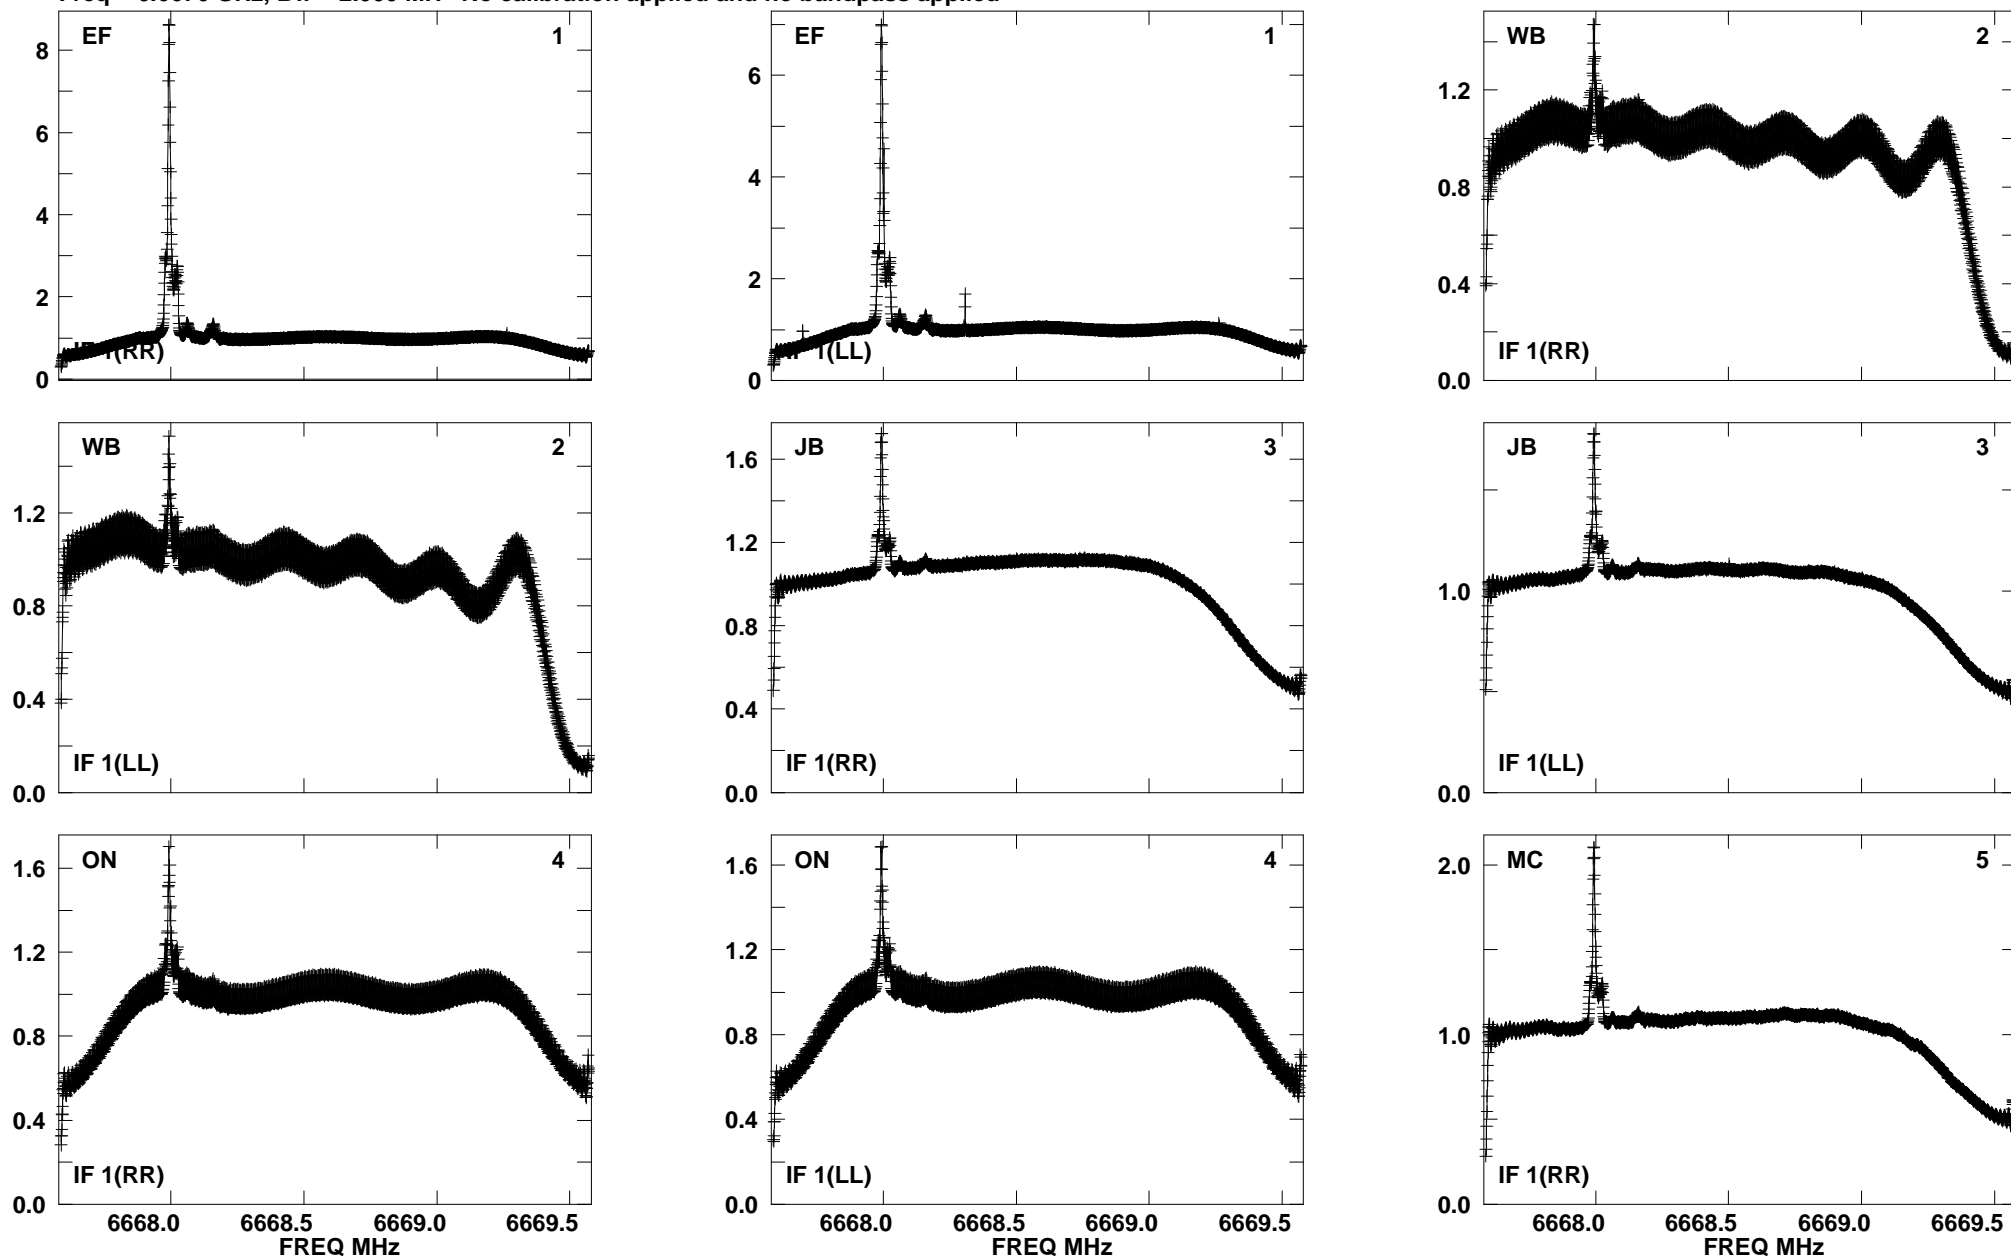 No calibration applied and no bandpass applied
EF 1
8
6
4
2
0
IF 1(RR)
EF 1
6
4
2
0
IF 1(LL)
WB 2
1.2
0.8
0.4
0.0
IF 1(RR)
WB 2
1.2
0.8
0.4
0.0
IF 1(LL)
JB 3
1.6
1.2
0.8
0.4
0.0
IF 1(RR)
JB 3
1.0
0.0
IF 1(LL)
ON 4
1.6
1.2
0.8
0.4
0.0
IF 1(RR)
6668.0 6668.5 6669.0 6669.5
FREQ MHz
ON 4
1.6
1.2
0.8
0.4
0.0
IF 1(LL)
6668.0 6668.5 6669.0 6669.5
FREQ MHz
MC 5
2.0
1.0
0.0
IF 1(RR)
6668.0 6668.5 6669.0 6669.5
FREQ MHz